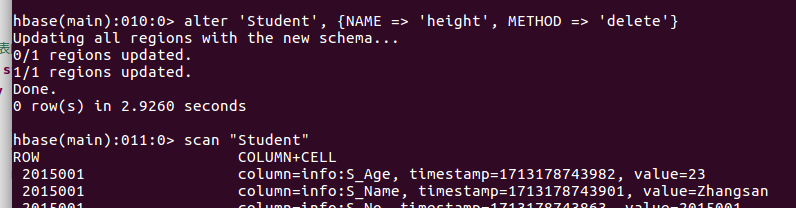 hbase(main):010:0> alter 'Student', {NAME => 'height', METHOD => 'delete'}
Updating all regions with the new schema...
0/1 regions updated.
1/1 regions updated.
Done.
0 row(s) in 2.9260 seconds
hbase(main):011:0> scan "Student"
ROW COLUMN+CELL
2015001 column=info:S_Age, timestamp=1713178743982, value=23
2015001 column=info:S_Name, timestamp=1713178743901, value=Zhangsan
2015001 column=info:S_No, timestamp=1713178743863, value=2015001